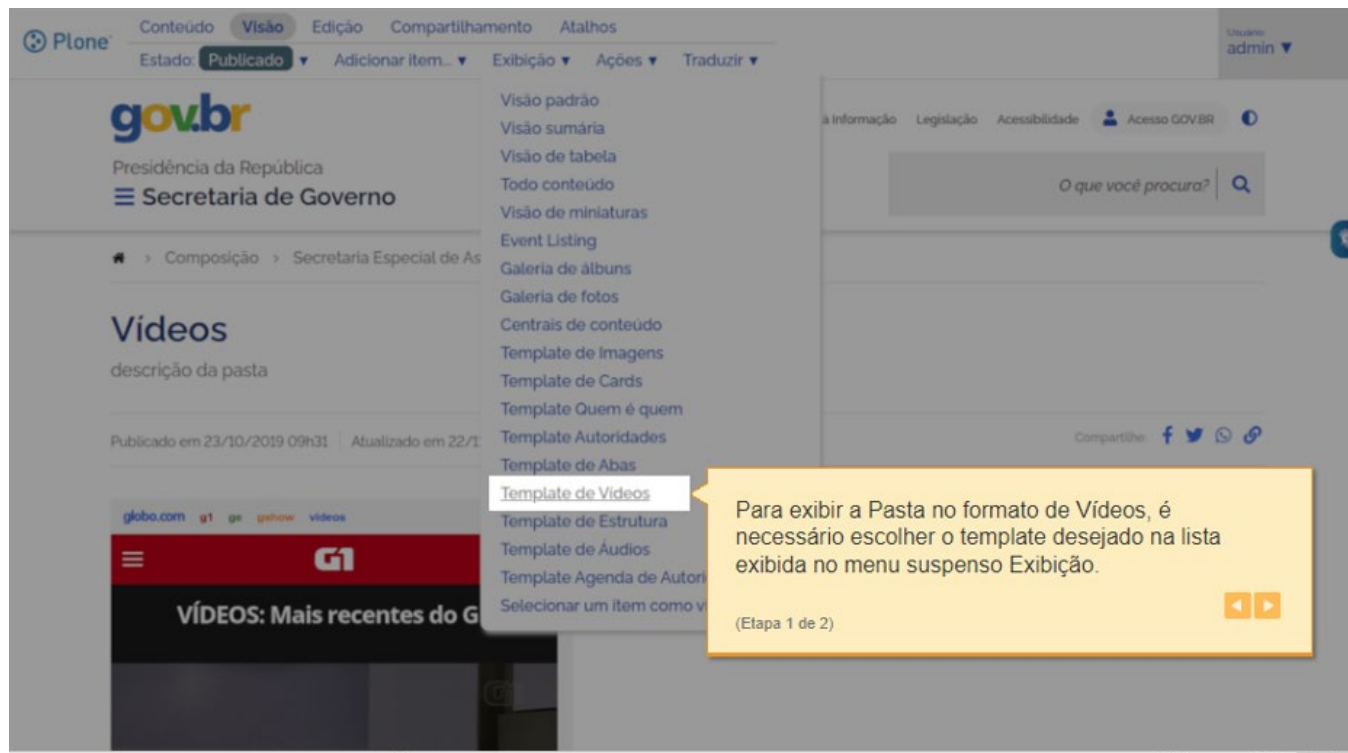 Plone
Conteúdo Visão Edição Compartilhamento Atalhos
Estado: Publicado ▼ Adicionar item... ▼ Exibição ▼ Ações ▼ Traduzir ▼
Usuário:
admin ▼
gov.br
Presidência da República
Secretaria de Governo
à Informação Legislação Acessibilidade Acesso GOV.BR
O que você procura?
Composição > Secretaria Especial de As
Vídeos
descrição da pasta
Publicado em 23/10/2019 09h31 | Atualizado em 22/1
Compartilhe:
Visão padrão
Visão sumária
Visão de tabela
Todo conteúdo
Visão de miniaturas
Event Listing
Galeria de álbuns
Galeria de fotos
Centrais de conteúdo
Template de Imagens
Template de Cards
Template Quem é quem
Template Autoridades
Template de Abas
Template de Vídeos
Template de Estrutura
Template de Áudios
Template Agenda de Autori
Selecionar um item como v
Para exibir a Pasta no formato de Vídeos, é
necessário escolher o template desejado na lista
exibida no menu suspenso Exibição.
(Etapa 1 de 2)
globo.com g1 ge gshow vídeos
G1
VÍDEOS: Mais recentes do G